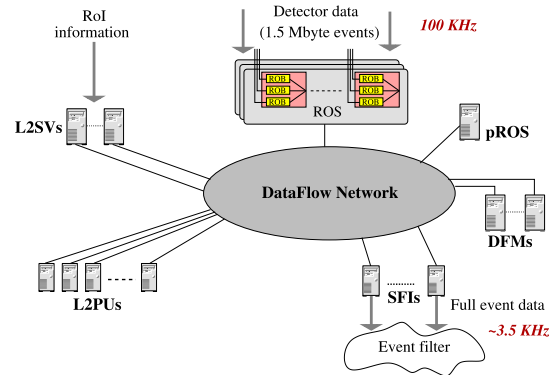 RoI
information
Detector data
(1.5 Mbyte events)
100 KHz
ROB
ROB
ROB
ROB
ROB
ROB
ROS
L2SVs
pROS
DataFlow Network
DFMs
L2PUs
SFIs
Full event data
~3.5 KHz
Event filter